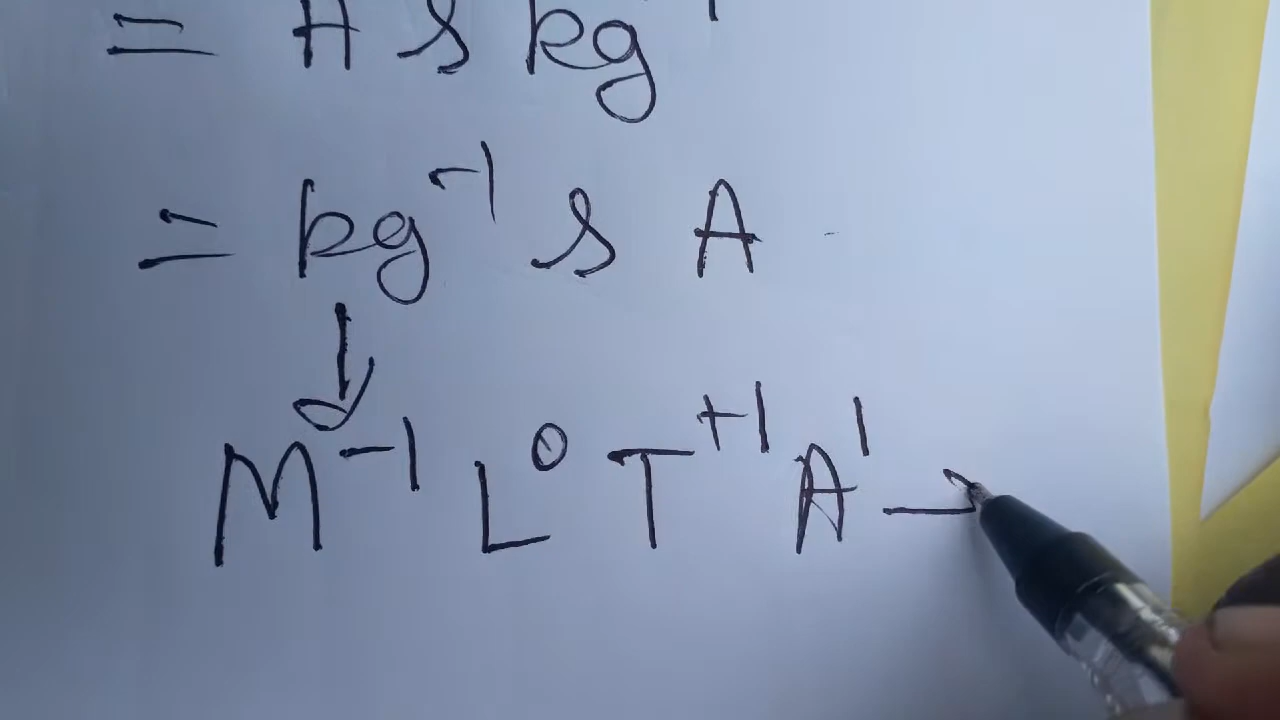 = A s kg⁻¹
= kg⁻¹ s A
M⁻¹ L⁰ T⁺¹ A¹ →